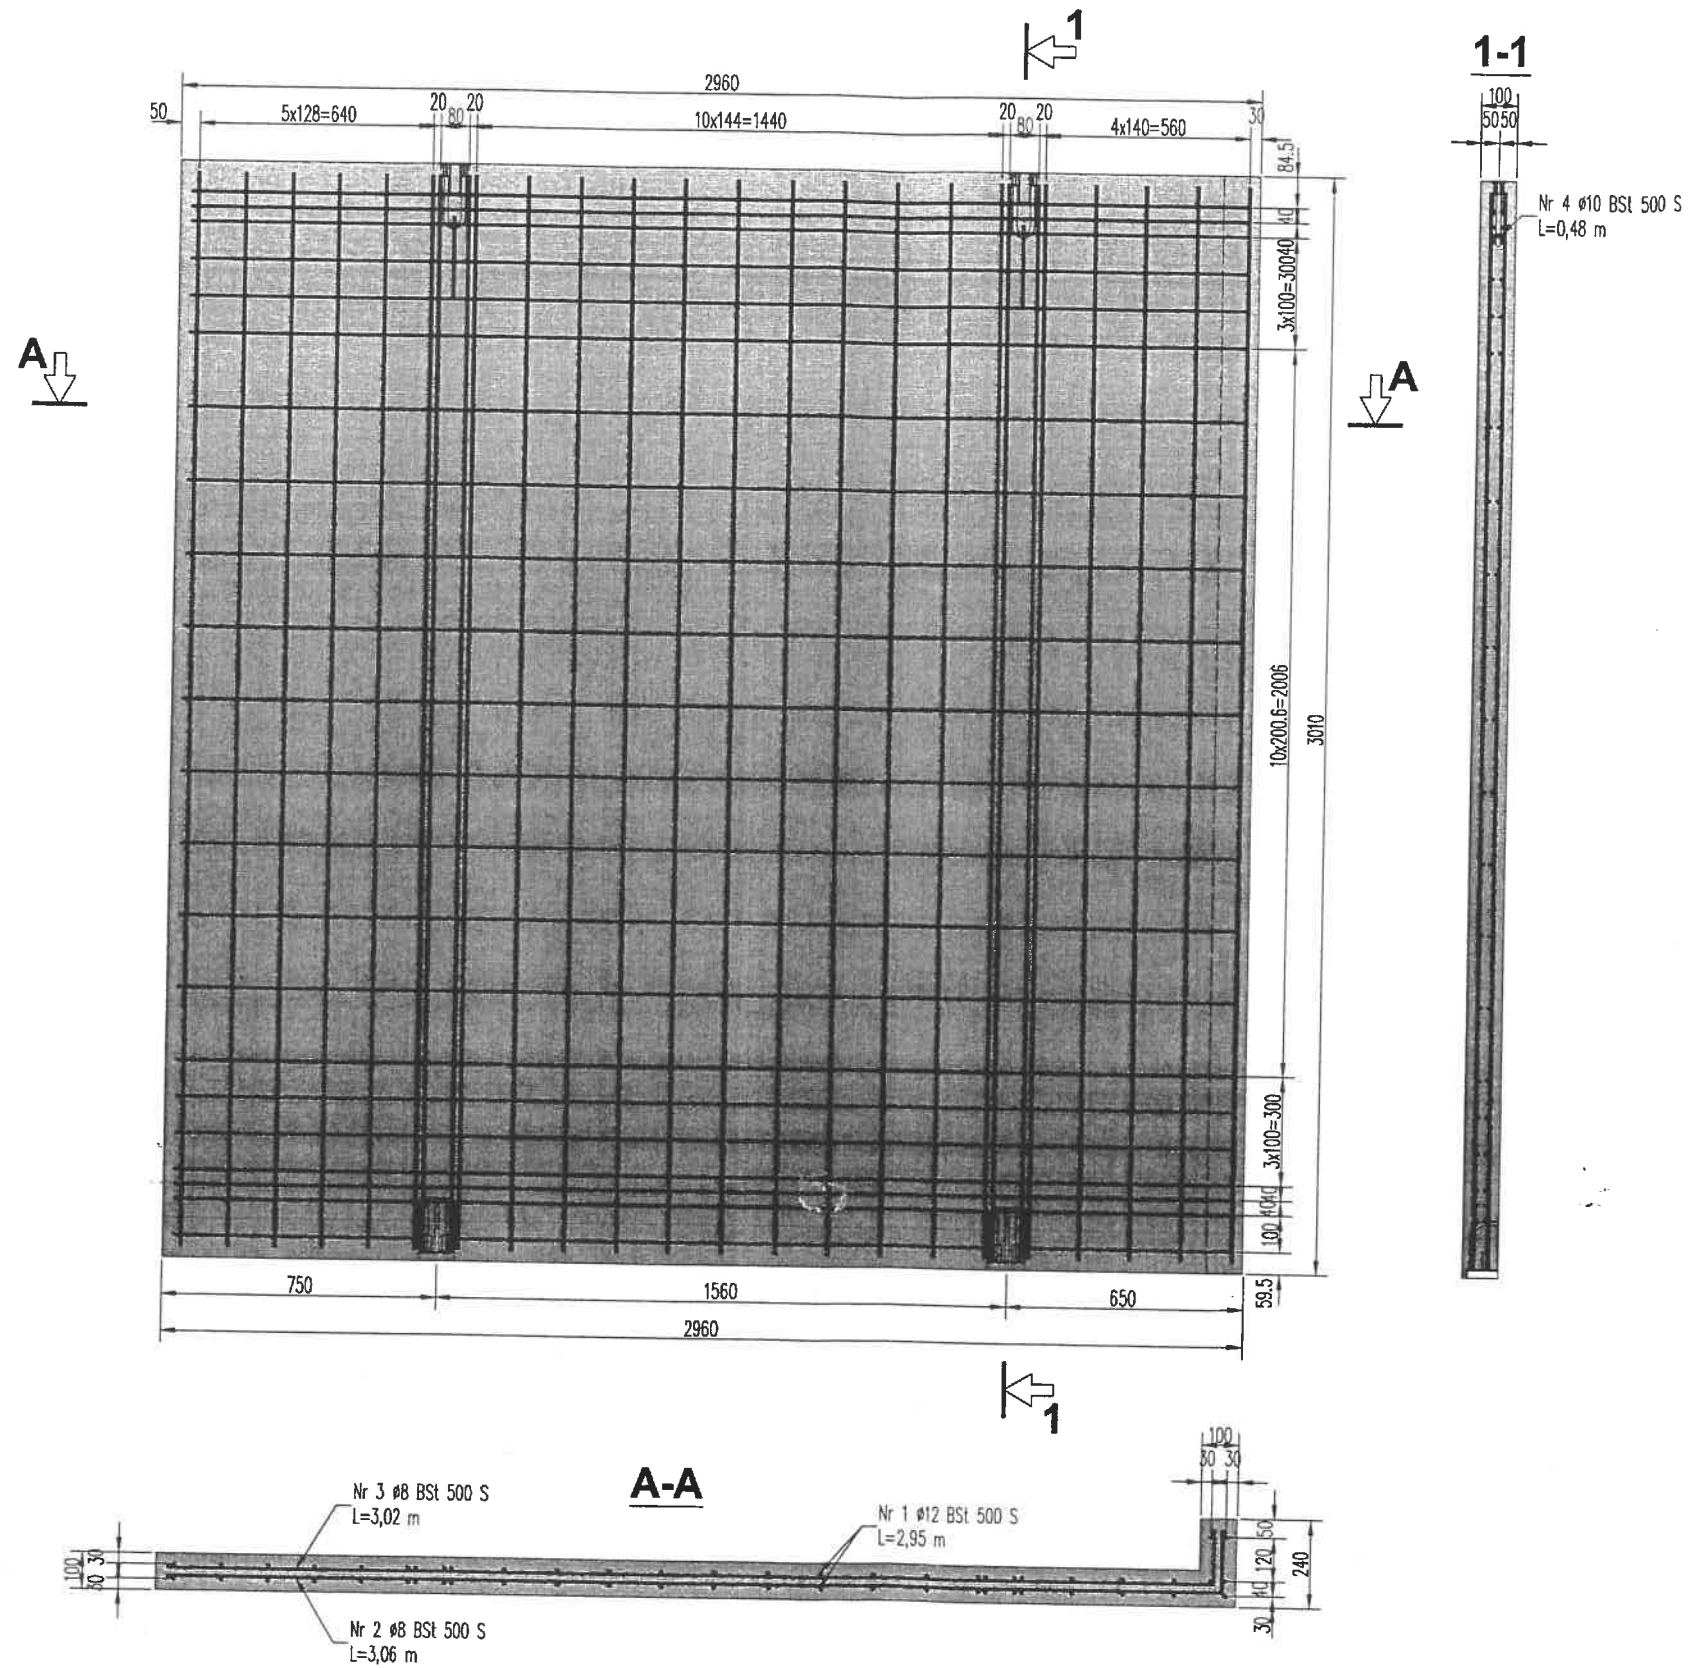 1
1-1
2960
100
50
5x128=640
20
80
20
10x144=1440
20
80
20
4x140=560
30
50
50
84.5
Nr 4 ø10 BSt 500 S
L=0,48 m
40
40
3x100=300
A
A
10x200.6=2006
3010
3x100=300
40
40
100
59.5
750
1560
650
2960
1
A-A
100
30
30
Nr 3 ø8 BSt 500 S
L=3,02 m
Nr 1 ø12 BSt 500 S
L=2,95 m
50
120
240
40
30
100
30
30
Nr 2 ø8 BSt 500 S
L=3,06 m